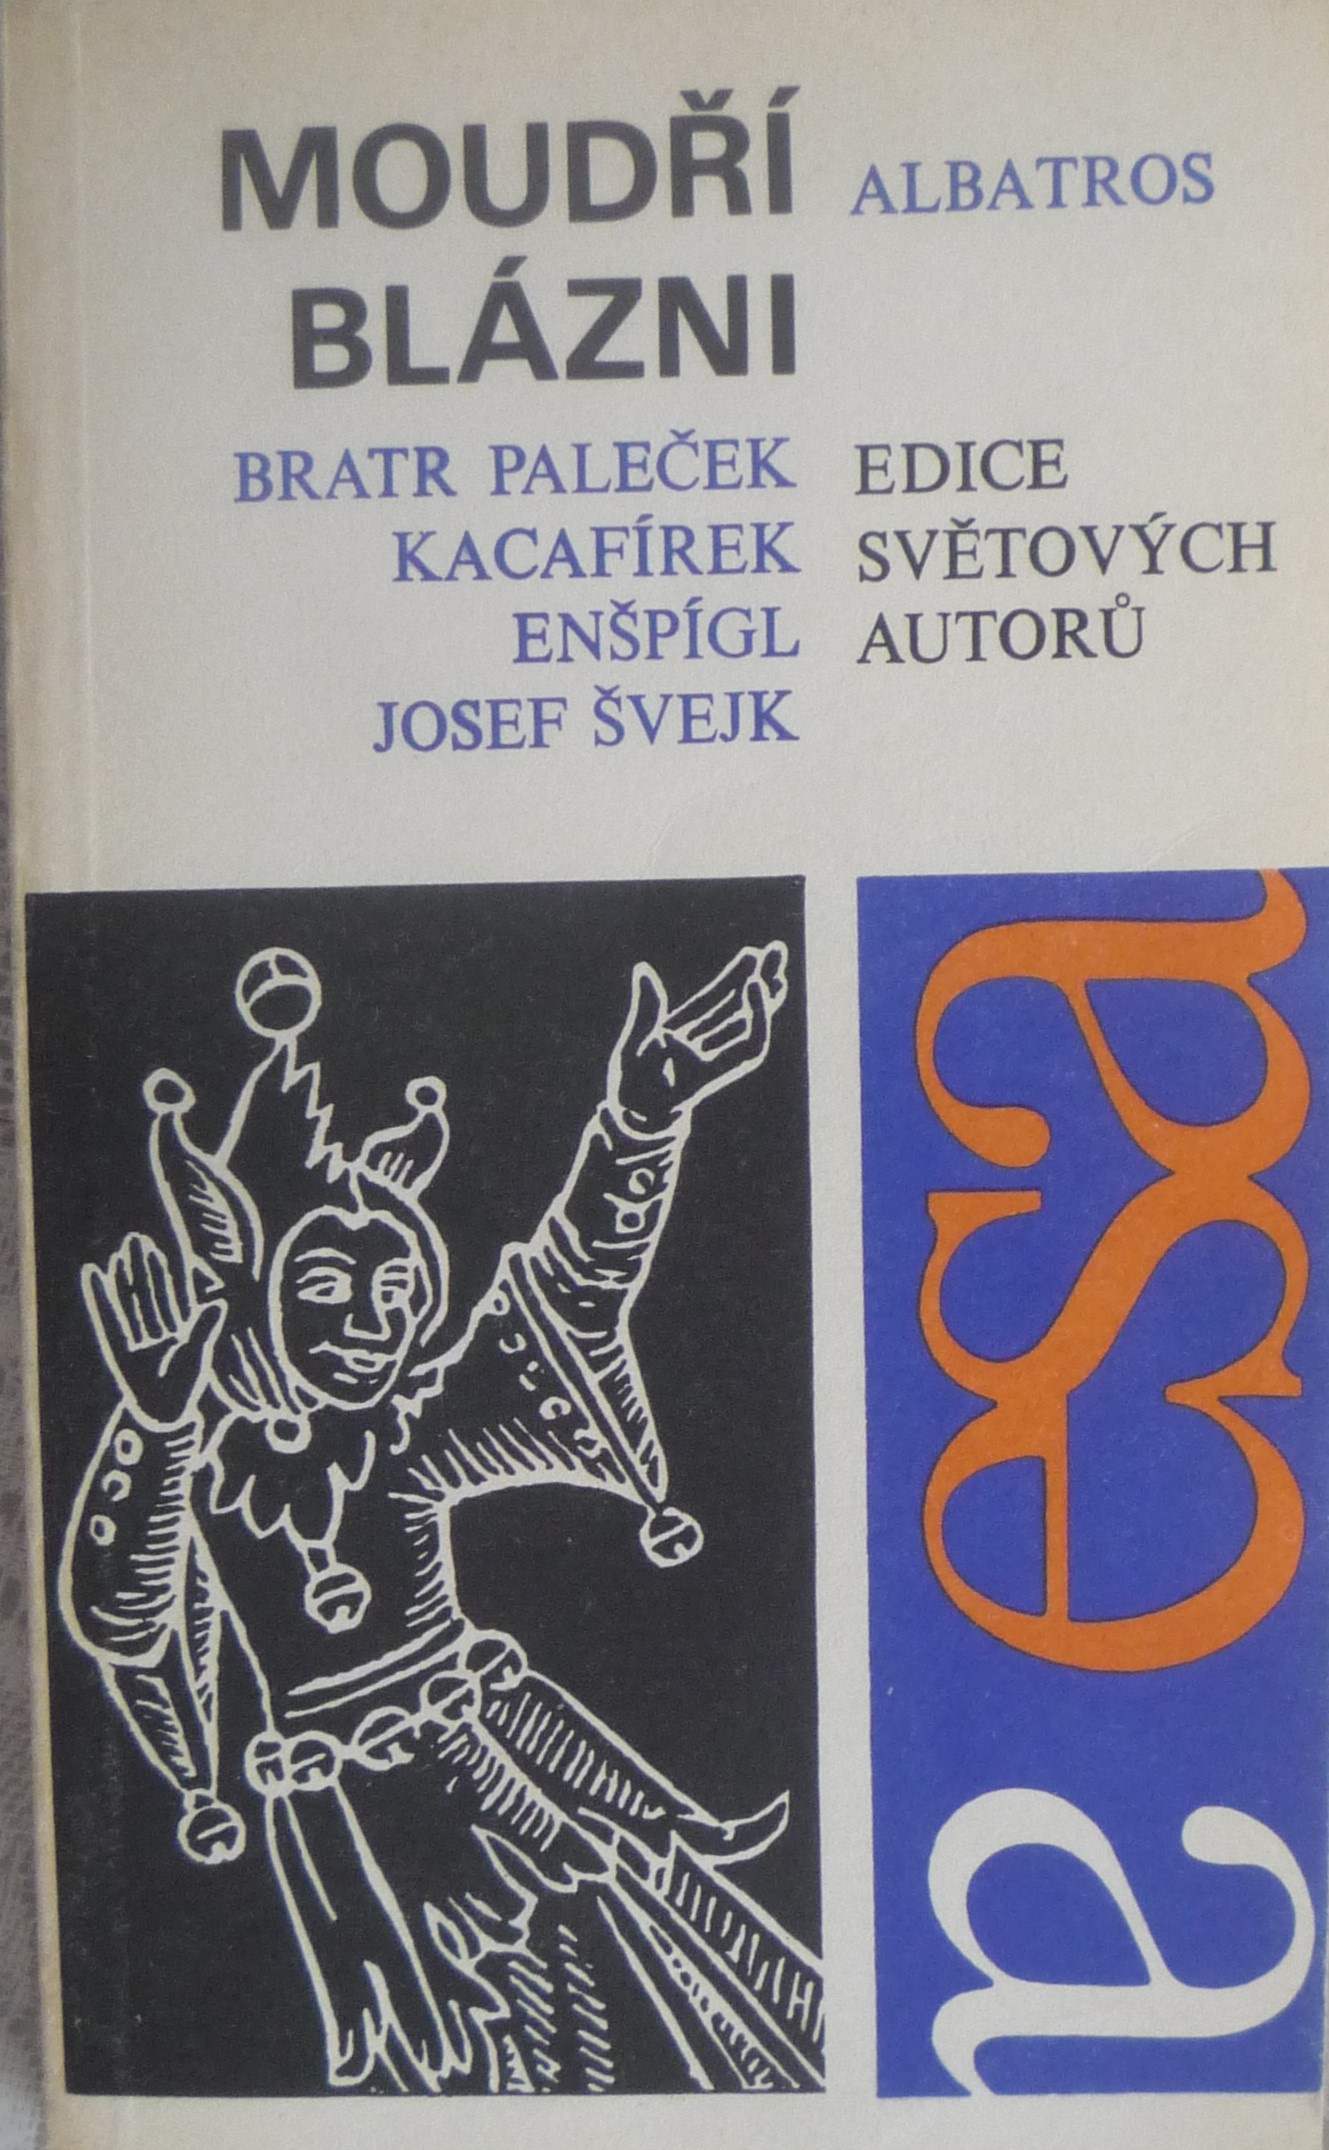 MOUDŘÍ
BLÁZNI
ALBATROS
BRATR PALEČEK
KACAFÍREK
ENŠPÍGL
JOSEF ŠVEJK
EDICE
SVĚTOVÝCH
AUTORŮ
esa